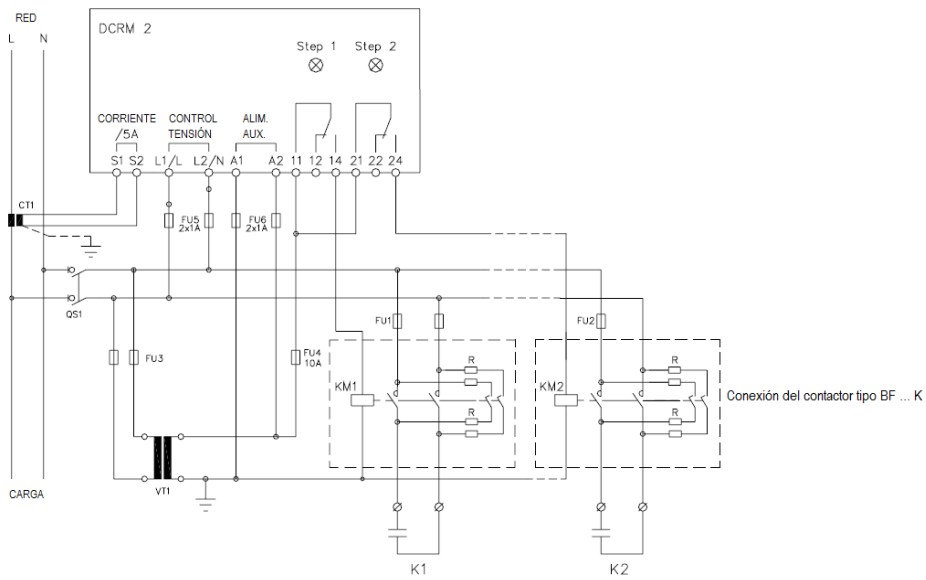 RED
L N
DCRM 2
Step 1 Step 2
CORRIENTE /5A
CONTROL TENSIÓN
ALIM. AUX.
S1 S2 L1/L L2/N A1 A2 11 12 14 21 22 24
CT1
FU5 2x1A
FU6 2x1A
QS1
FU1
FU2
FU3
FU4 10A
R
R
KM1
KM2
R
R
Conexión del contactor tipo BF ... K
VT1
CARGA
K1
K2